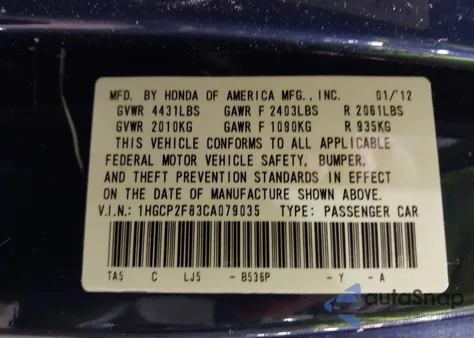 MFD. BY HONDA OF AMERICA MFG., INC. 01/'12
GVWR 4431LBS GAWR F 2403LBS R 2061LBS
GVWR 2010KG GAWR F 1090KG R 935KG
THIS VEHICLE CONFORMS TO ALL APPLICABLE
FEDERAL MOTOR VEHICLE SAFETY, BUMPER,
AND THEFT PREVENTION STANDARDS IN EFFECT
ON THE DATE OF MANUFACTURE SHOWN ABOVE.
V.I.N.: 1HGCP2F83CA079035 TYPE: PASSENGER CAR
TA5 C LJ5 - B536P - Y - A
autoSnap